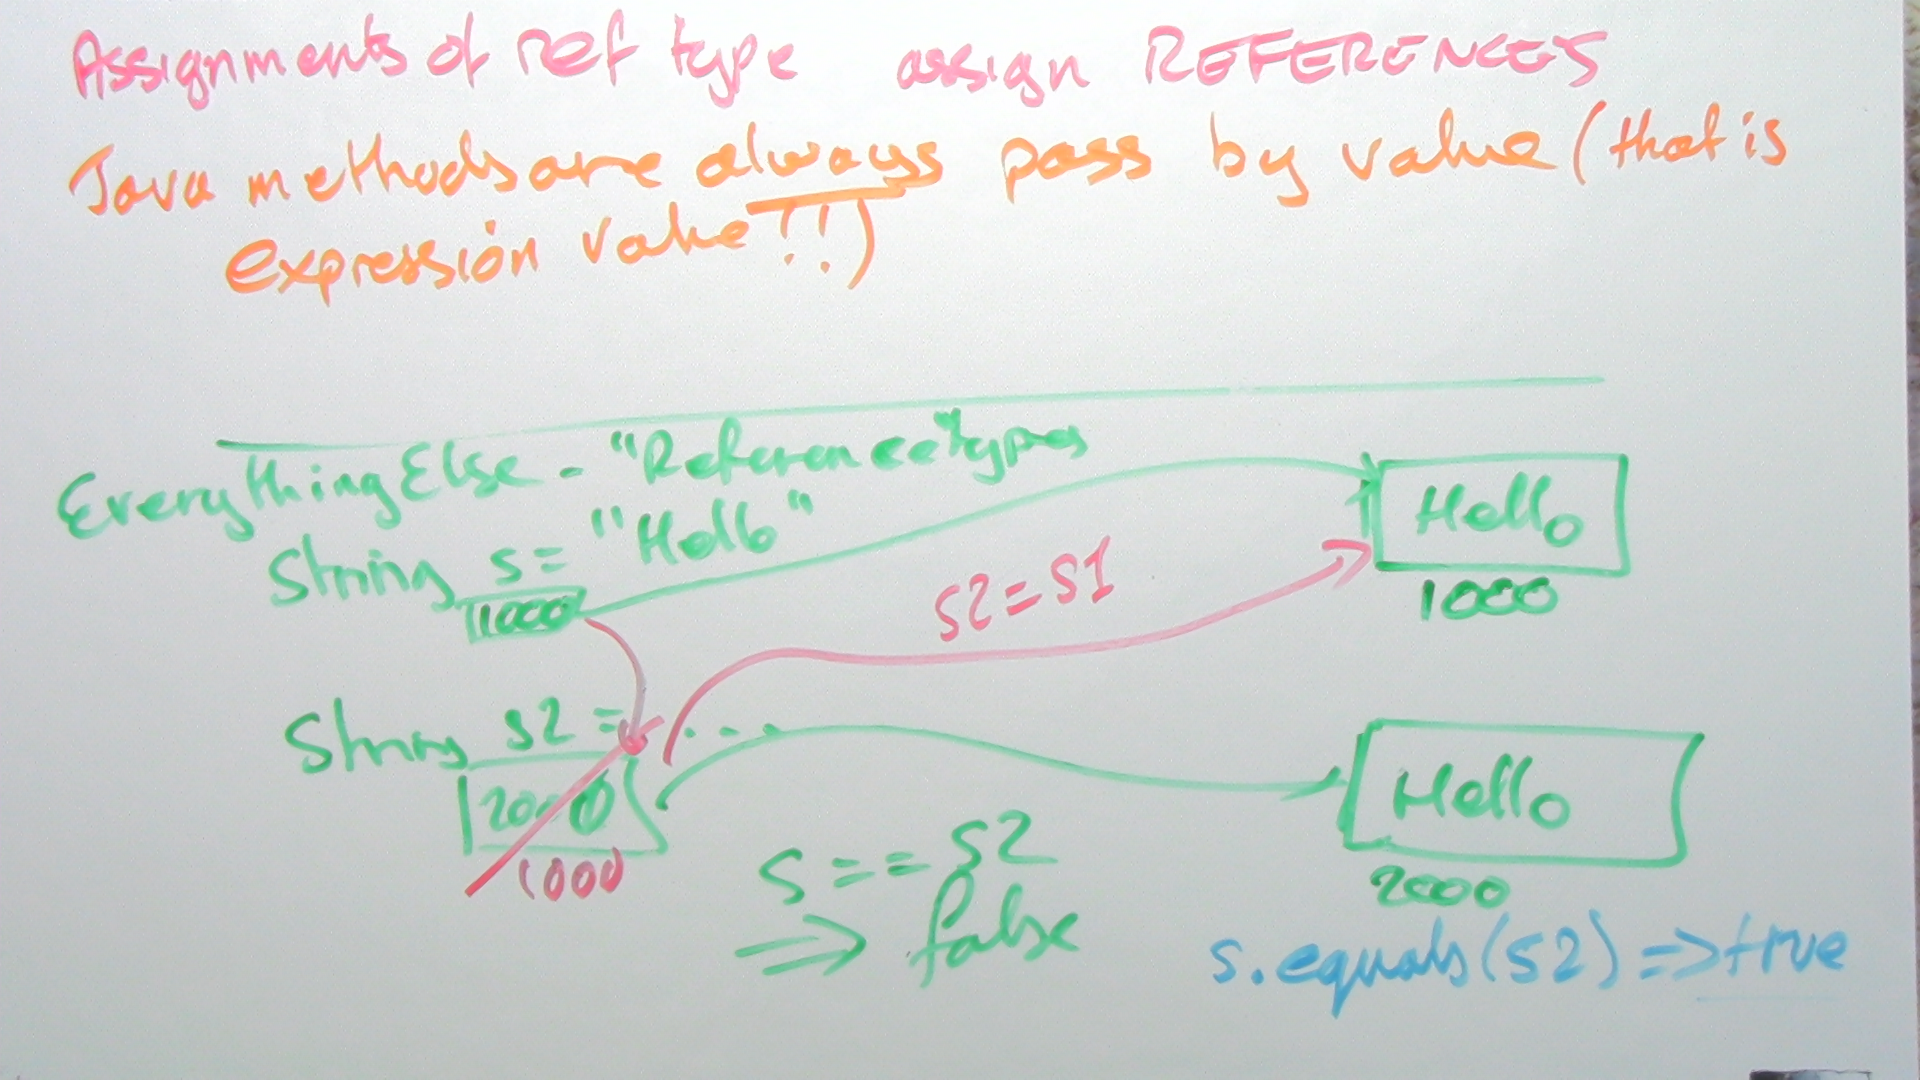 Assignments of ref type assign REFERENCES
Java methods are always pass by value (that is
expression value!!)
Everything Else - "Reference" types
String s = "Hello"
1000
Hello
1000
s2 = s1
String s2 = ....
2000
1000
Hello
2000
s == s2
=> false
s.equals(s2) => true